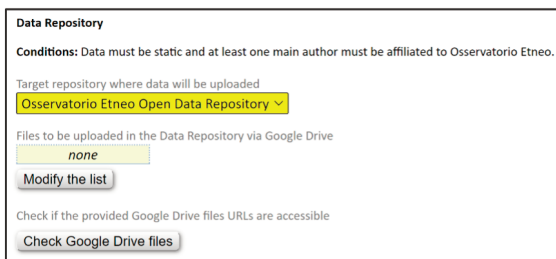 Data Repository
Conditions: Data must be static and at least one main author must be affiliated to Osservatorio Etneo.
Target repository where data will be uploaded
Osservatorio Etneo Open Data Repository
Files to be uploaded in the Data Repository via Google Drive
none
Modify the list
Check if the provided Google Drive files URLs are accessible
Check Google Drive files